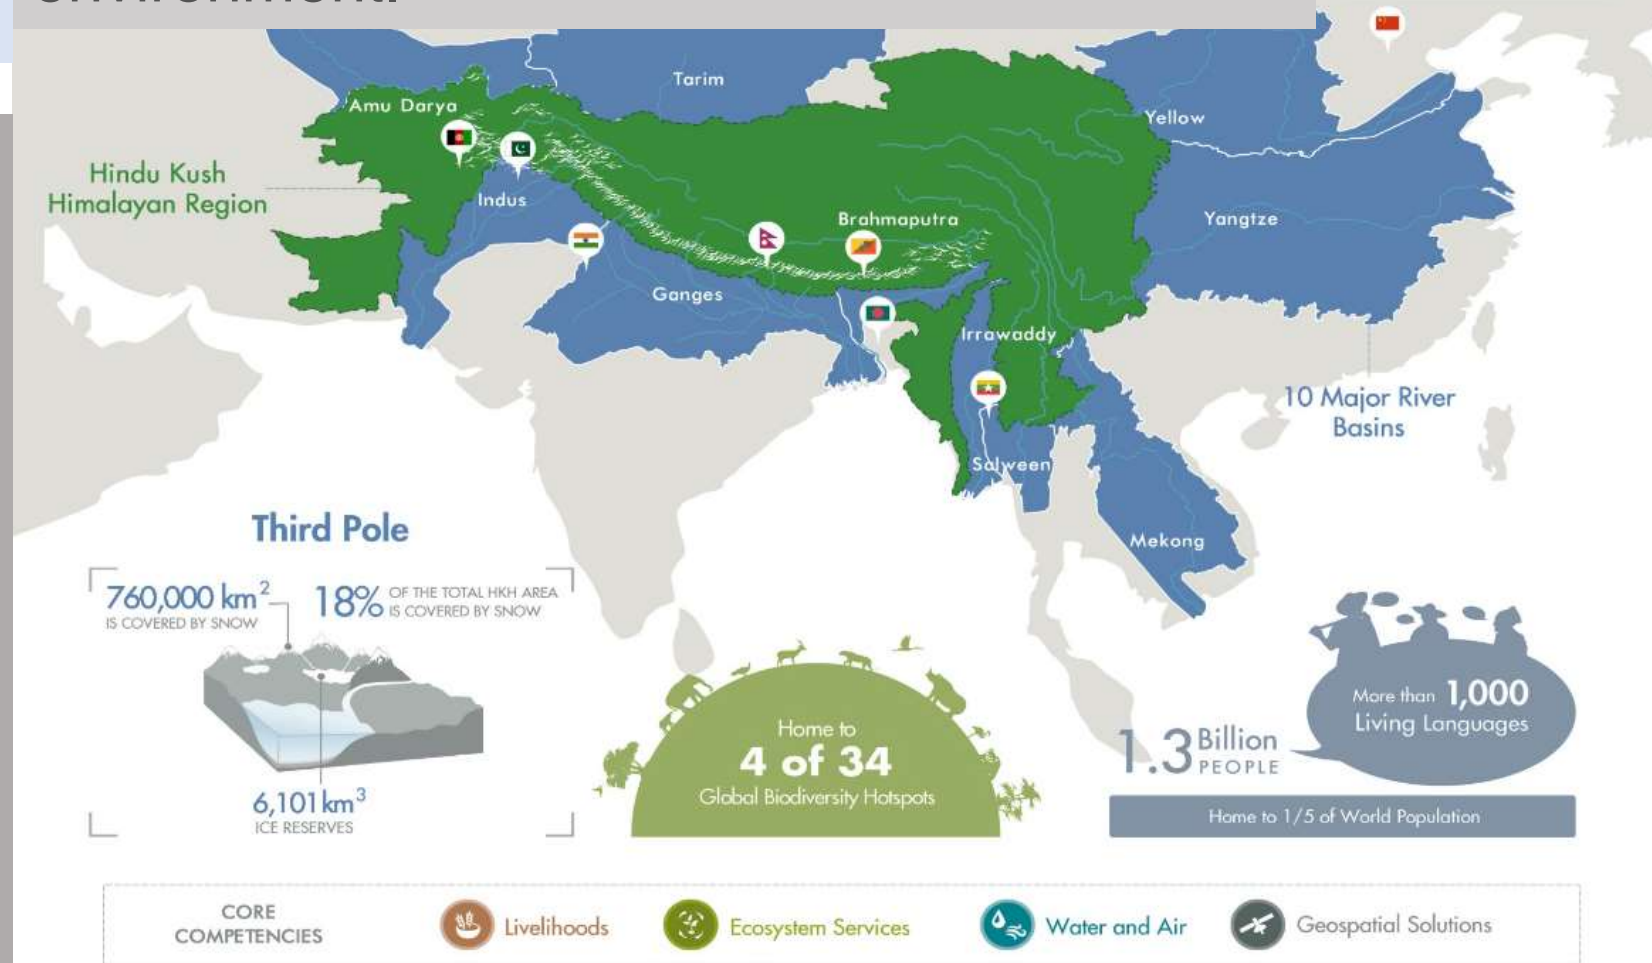 environment.
Tarim
Amu Darya
Yellow
Hindu Kush
Himalayan Region
Indus
Brahmaputra
Yangtze
Ganges
Irrawaddy
10 Major River
Basins
Salween
Mekong
Third Pole
760,000 km²
IS COVERED BY SNOW
18% OF THE TOTAL HKH AREA
IS COVERED BY SNOW
6,101 km³
ICE RESERVES
Home to
4 of 34
Global Biodiversity Hotspots
More than 1,000
Living Languages
1.3 Billion
PEOPLE
Home to 1/5 of World Population
CORE
COMPETENCIES
Livelihoods
Ecosystem Services
Water and Air
Geospatial Solutions